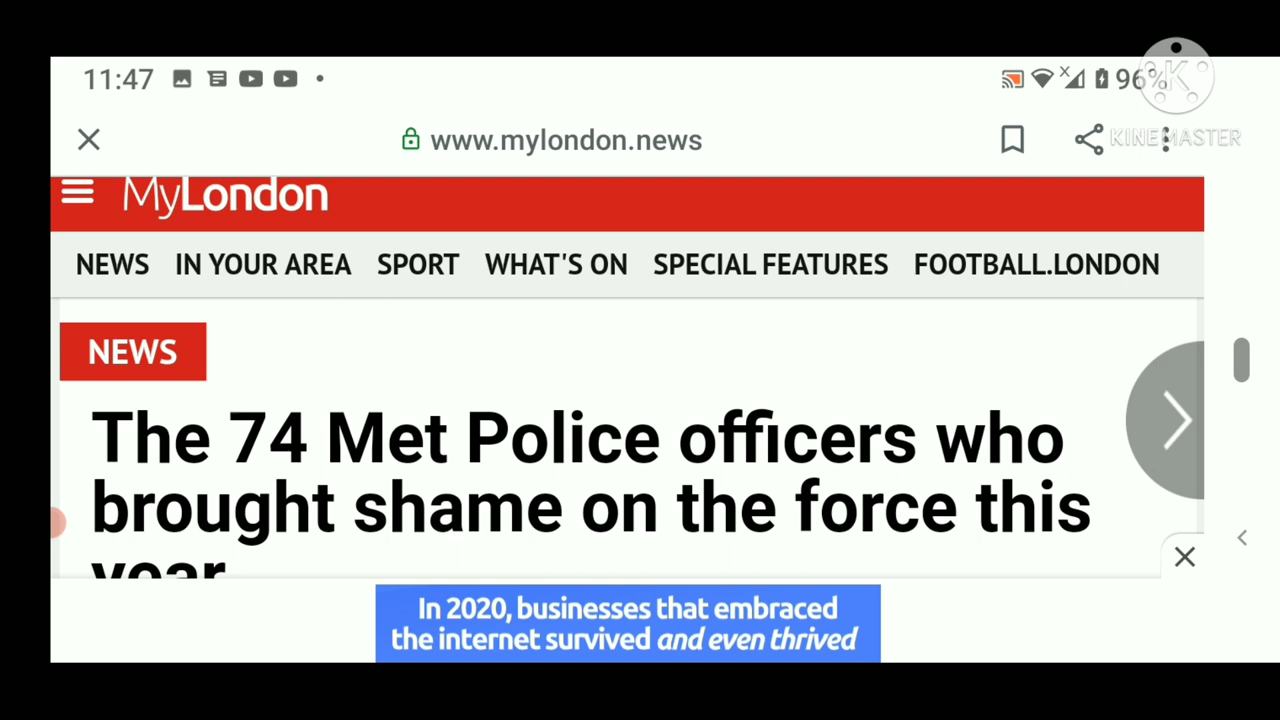 11:47
96%
KINEMASTER
www.mylondon.news
MyLondon
NEWS IN YOUR AREA SPORT WHAT'S ON SPECIAL FEATURES FOOTBALL.LONDON
NEWS
The 74 Met Police officers who
brought shame on the force this
year
In 2020, businesses that embraced
the internet survived and even thrived